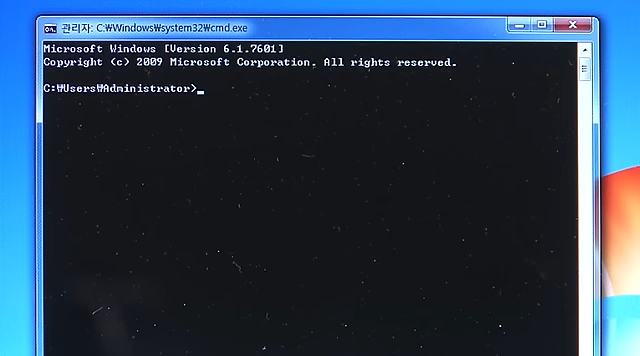 관리자: C:₩Windows₩system32₩cmd.exe
Microsoft Windows [Version 6.1.7601]
Copyright (c) 2009 Microsoft Corporation. All rights reserved.
C:₩Users₩Administrator>_